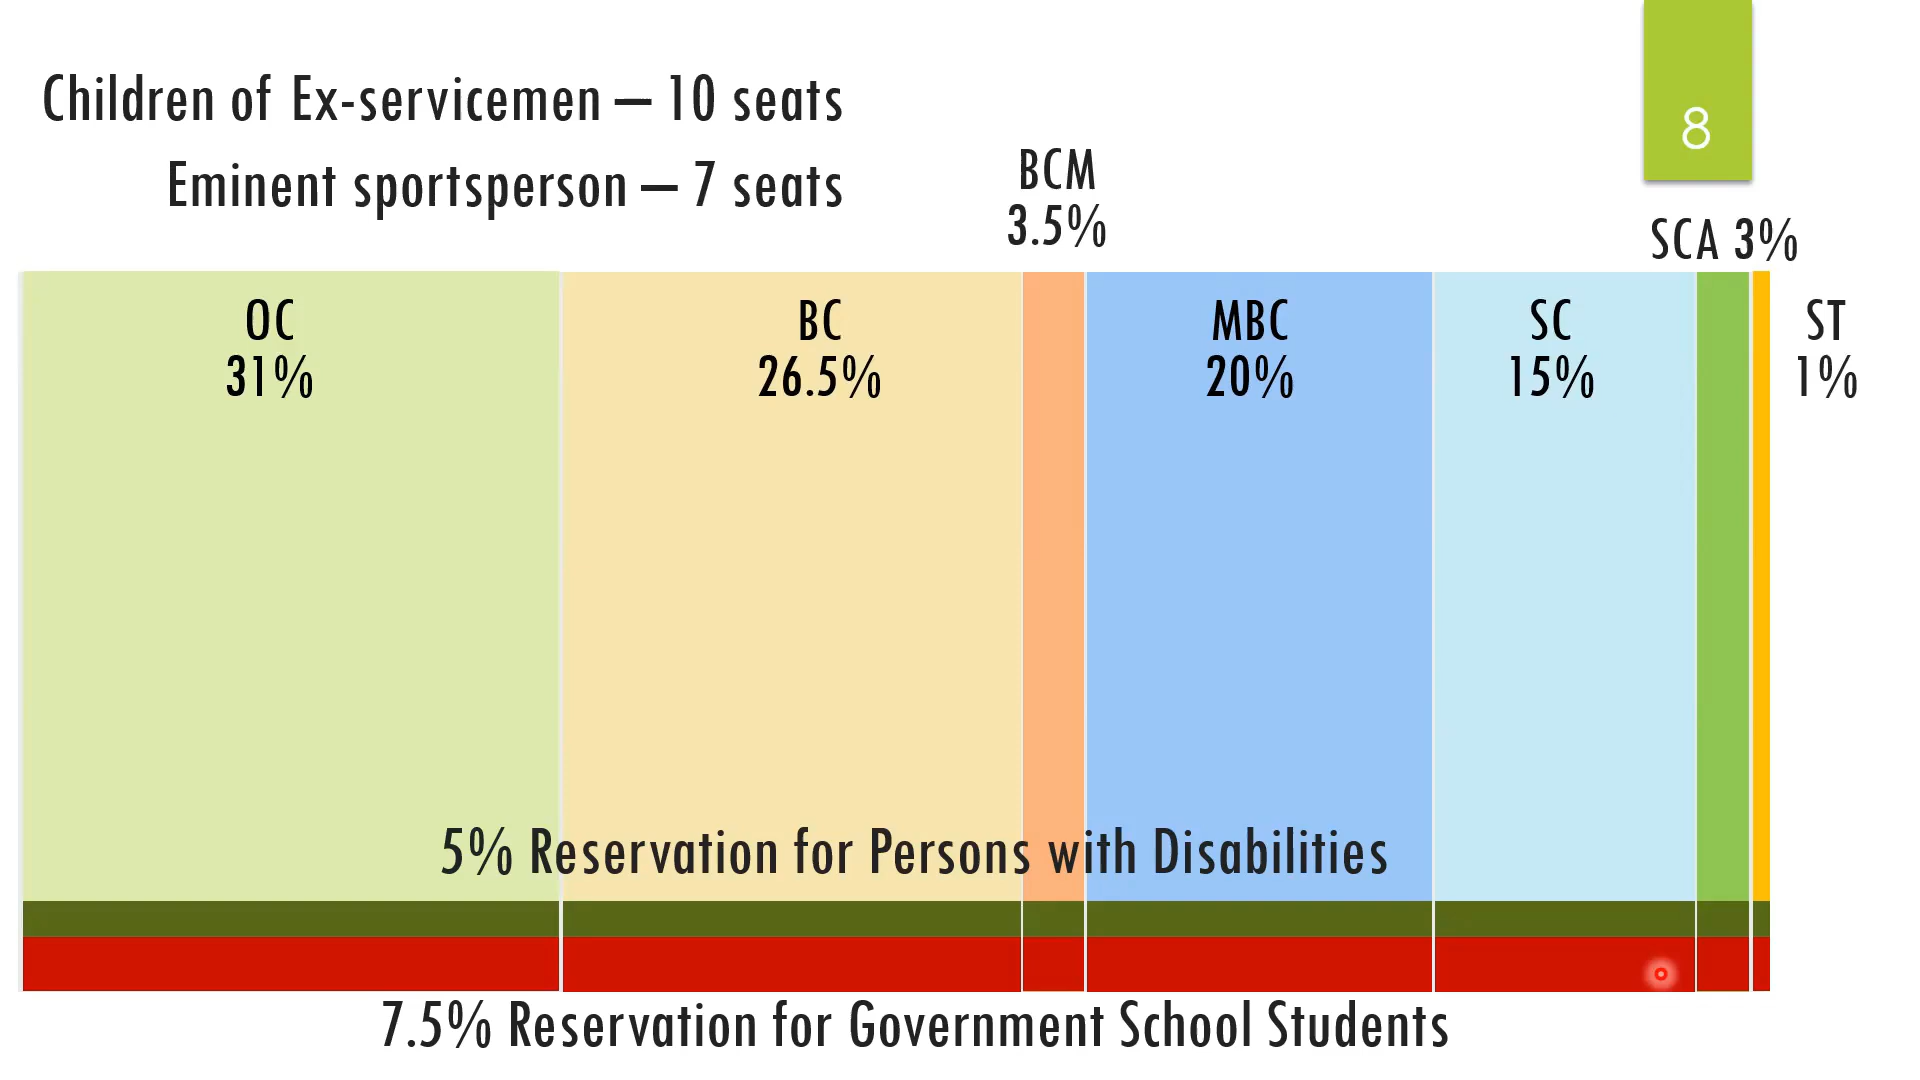 Children of Ex-servicemen – 10 seats
Eminent sportsperson – 7 seats
8
BCM
3.5%
SCA 3%
OC
31%
BC
26.5%
MBC
20%
SC
15%
ST
1%
5% Reservation for Persons with Disabilities
7.5% Reservation for Government School Students